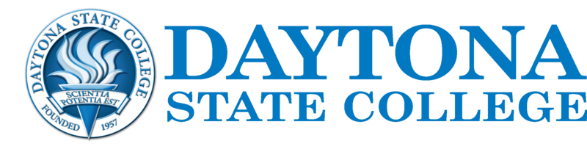 DAYTONA STATE COLLEGE
SCIENTIA
POTENTIA EST
FOUNDED 1957
DAYTONA
STATE COLLEGE